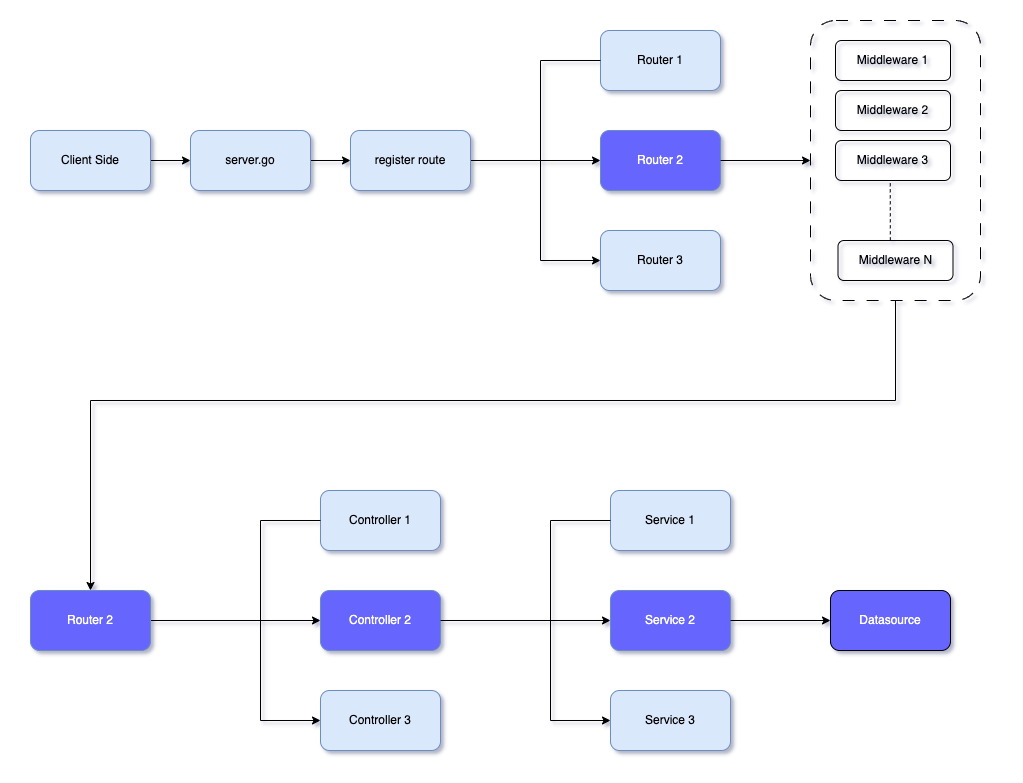 Router 1
Middleware 1
Middleware 2
Client Side
server.go
register route
Router 2
Middleware 3
Router 3
Middleware N
Controller 1
Service 1
Router 2
Controller 2
Service 2
Datasource
Controller 3
Service 3